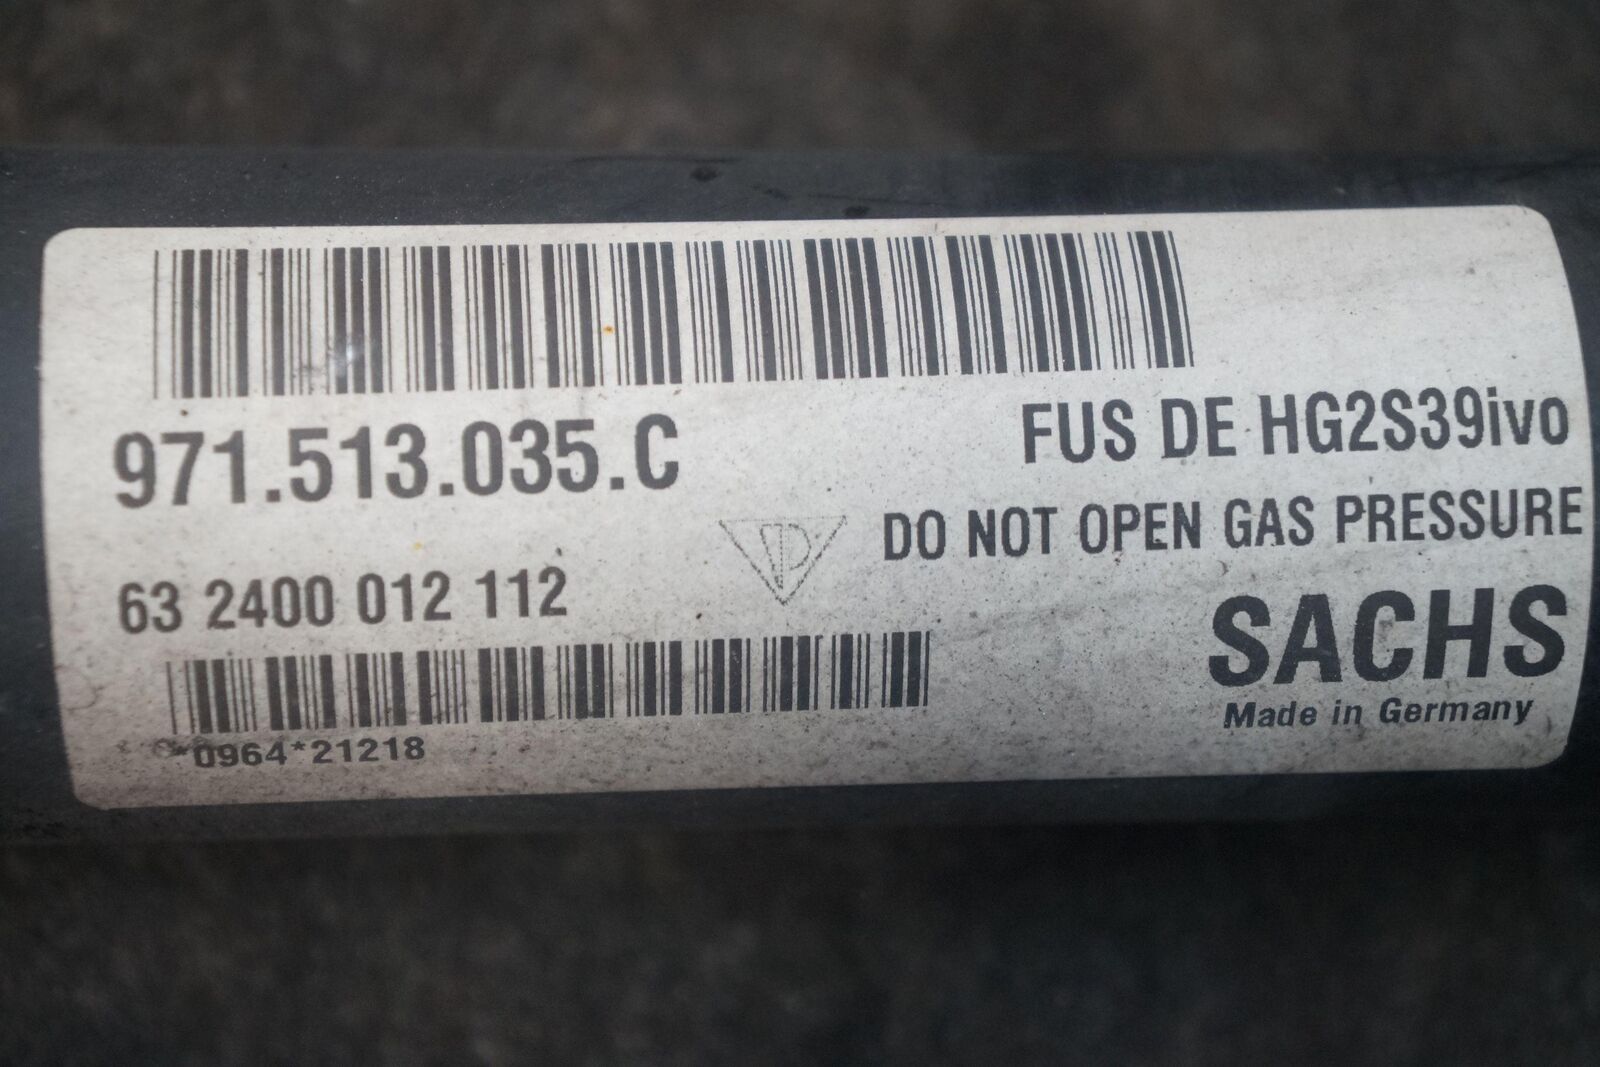 971.513.035.C
FUS DE HG2S39ivo
DO NOT OPEN GAS PRESSURE
63 2400 012 112
SACHS
Made in Germany
*0964*21218